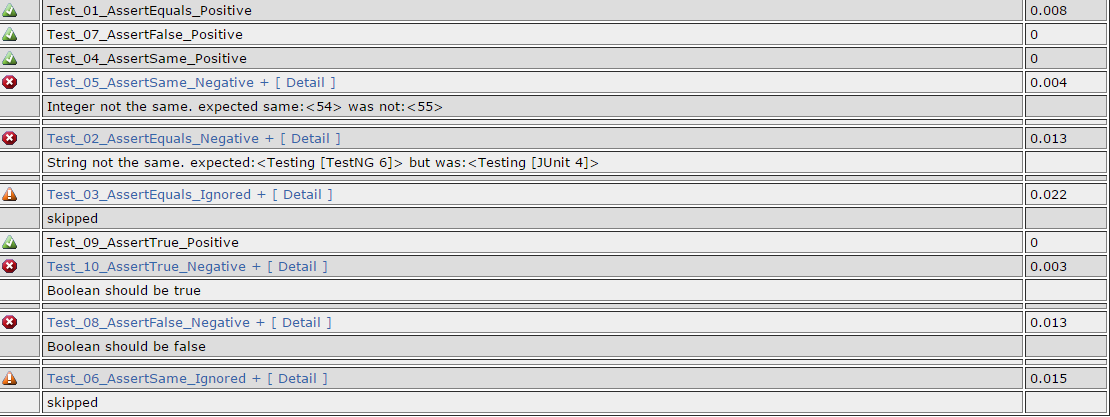 Test_01_AssertEquals_Positive 0.008
Test_07_AssertFalse_Positive 0
Test_04_AssertSame_Positive 0
Test_05_AssertSame_Negative + [ Detail ] 0.004
Integer not the same. expected same:<54> was not:<55>
Test_02_AssertEquals_Negative + [ Detail ] 0.013
String not the same. expected:<Testing [TestNG 6]> but was:<Testing [JUnit 4]>
Test_03_AssertEquals_Ignored + [ Detail ] 0.022
skipped
Test_09_AssertTrue_Positive 0
Test_10_AssertTrue_Negative + [ Detail ] 0.003
Boolean should be true
Test_08_AssertFalse_Negative + [ Detail ] 0.013
Boolean should be false
Test_06_AssertSame_Ignored + [ Detail ] 0.015
skipped